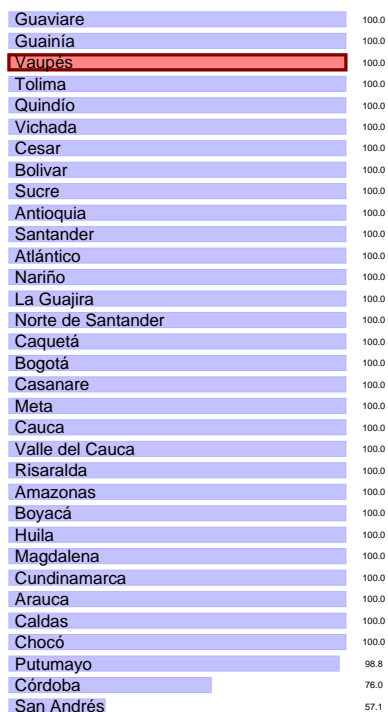 Guaviare 100.0
Guainía 100.0
Vaupés 100.0
Tolima 100.0
Quindío 100.0
Vichada 100.0
Cesar 100.0
Bolivar 100.0
Sucre 100.0
Antioquia 100.0
Santander 100.0
Atlántico 100.0
Nariño 100.0
La Guajira 100.0
Norte de Santander 100.0
Caquetá 100.0
Bogotá 100.0
Casanare 100.0
Meta 100.0
Cauca 100.0
Valle del Cauca 100.0
Risaralda 100.0
Amazonas 100.0
Boyacá 100.0
Huila 100.0
Magdalena 100.0
Cundinamarca 100.0
Arauca 100.0
Caldas 100.0
Chocó 100.0
Putumayo 98.8
Córdoba 76.0
San Andrés 57.1